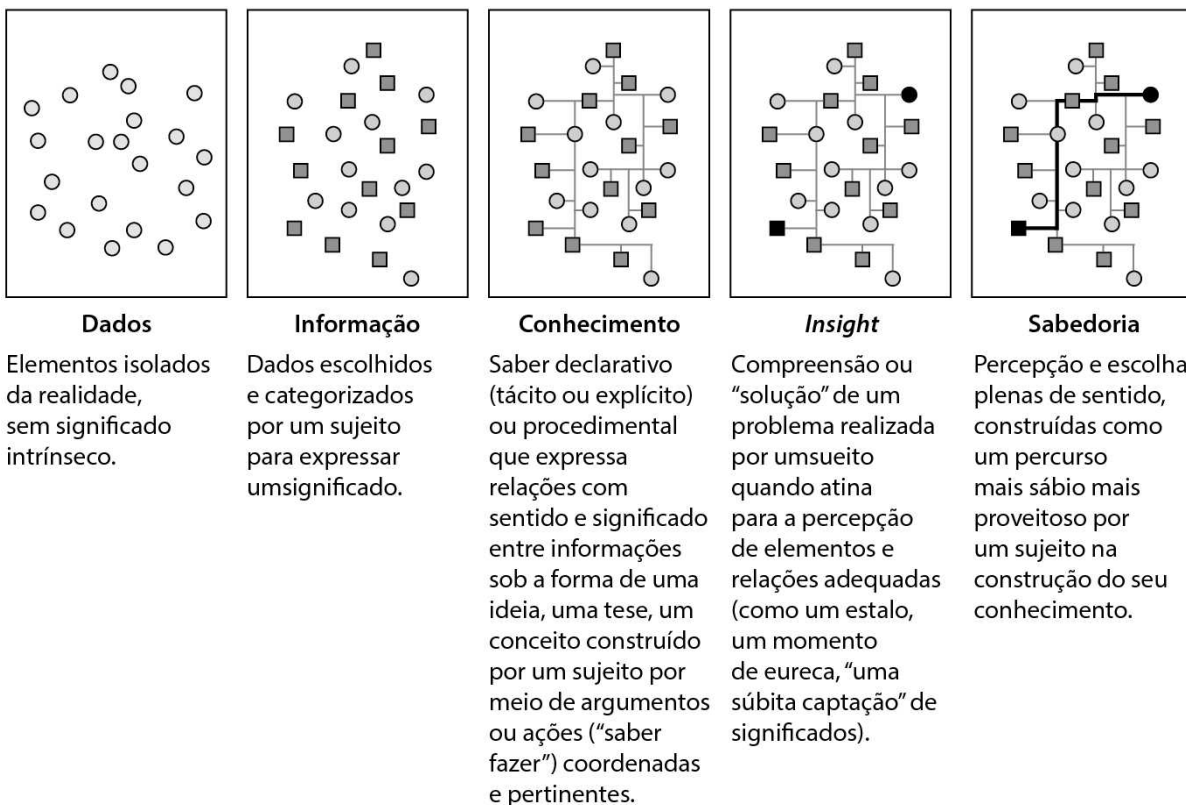 Dados
Elementos isolados
da realidade,
sem significado
intrínseco.
Informação
Dados escolhidos
e categorizados
por um sujeito
para expressar
umsignificado.
Conhecimento
Saber declarativo
(tácito ou explícito)
ou procedimental
que expressa
relações com
sentido e significado
entre informações
sob a forma de uma
ideia, uma tese, um
conceito construído
por um sujeito por
meio de argumentos
ou ações (“saber
fazer”) coordenadas
e pertinentes.
Insight
Compreensão ou
“solução” de um
problema realizada
por umsueito
quando atina
para a percepção
de elementos e
relações adequadas
(como um estalo,
um momento
de eureca, “uma
súbita captação” de
significados).
Sabedoria
Percepção e escolha
plenas de sentido,
construídas como
um percurso
mais sábio mais
proveitoso por
um sujeito na
construção do seu
conhecimento.